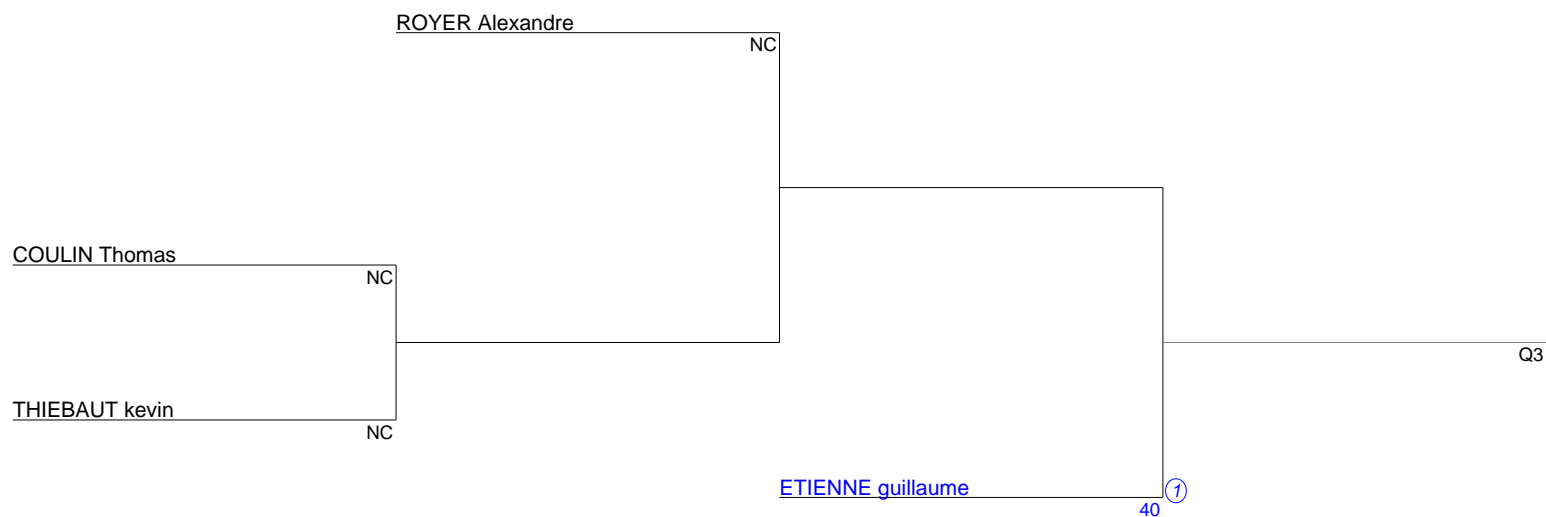 ROYER Alexandre
NC
COULIN Thomas
NC
Q3
THIEBAUT kevin
NC
ETIENNE guillaume
1
40